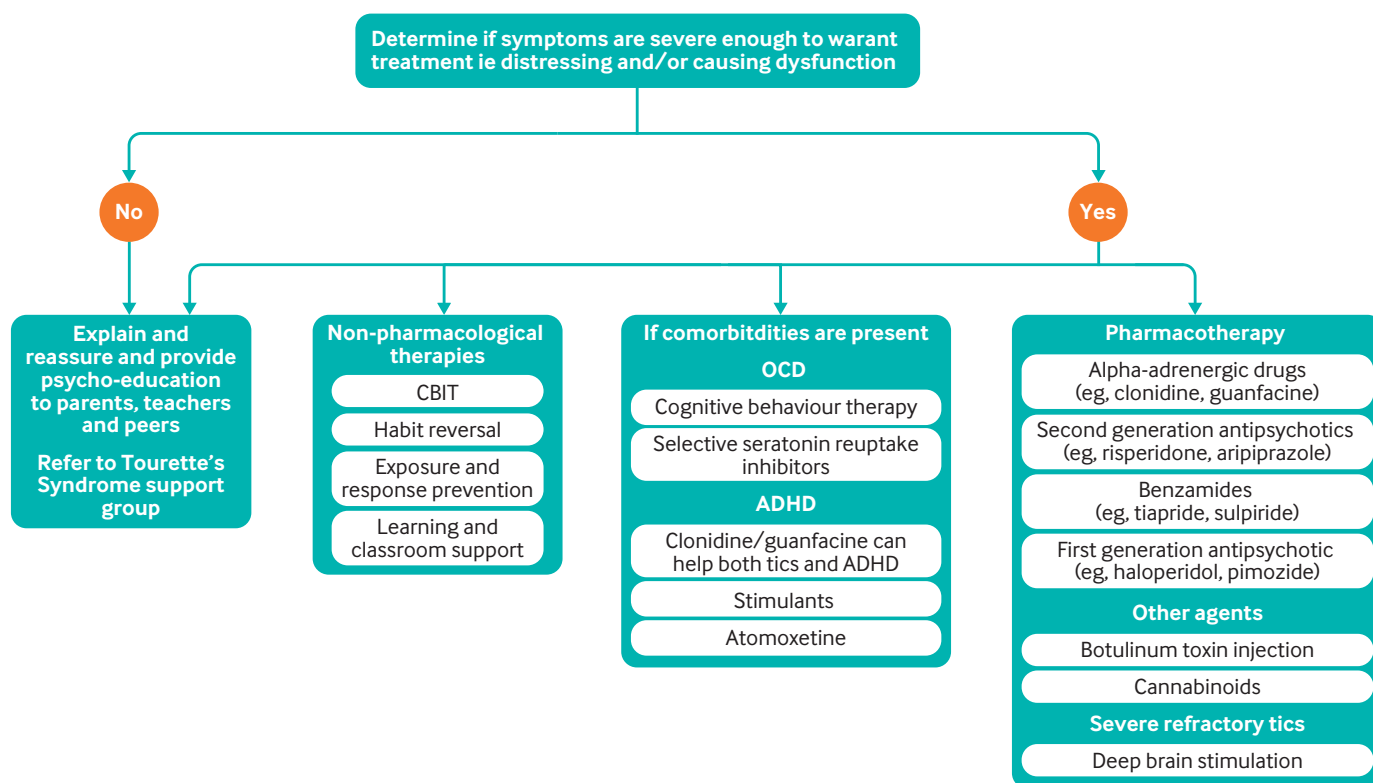 Determine if symptoms are severe enough to warant
treatment ie distressing and/or causing dysfunction
No
Yes
Explain and
reassure and provide
psycho-education
to parents, teachers
and peers
Refer to Tourette's
Syndrome support
group
Non-pharmacological
therapies
CBIT
Habit reversal
Exposure and
response prevention
Learning and
classroom support
If comorbitdities are present
OCD
Cognitive behaviour therapy
Selective seratonin reuptake
inhibitors
ADHD
Clonidine/guanfacine can
help both tics and ADHD
Stimulants
Atomoxetine
Pharmacotherapy
Alpha-adrenergic drugs
(eg, clonidine, guanfacine)
Second generation antipsychotics
(eg, risperidone, aripiprazole)
Benzamides
(eg, tiapride, sulpiride)
First generation antipsychotic
(eg, haloperidol, pimozide)
Other agents
Botulinum toxin injection
Cannabinoids
Severe refractory tics
Deep brain stimulation